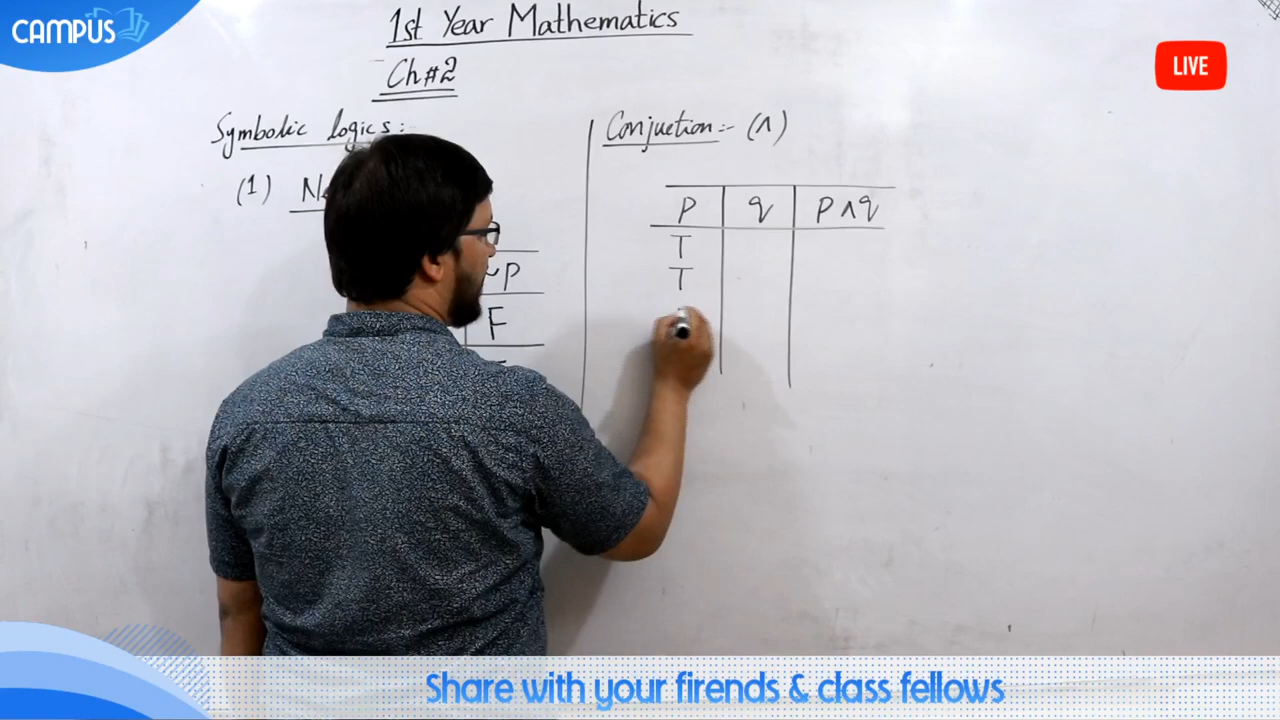 CAMPUS
LIVE
1st Year Mathematics
Ch#2
Symbolic logics:
(1)
~P
F
Conjuction:- (∧)
P q P∧q
T
T
Share with your firends & class fellows